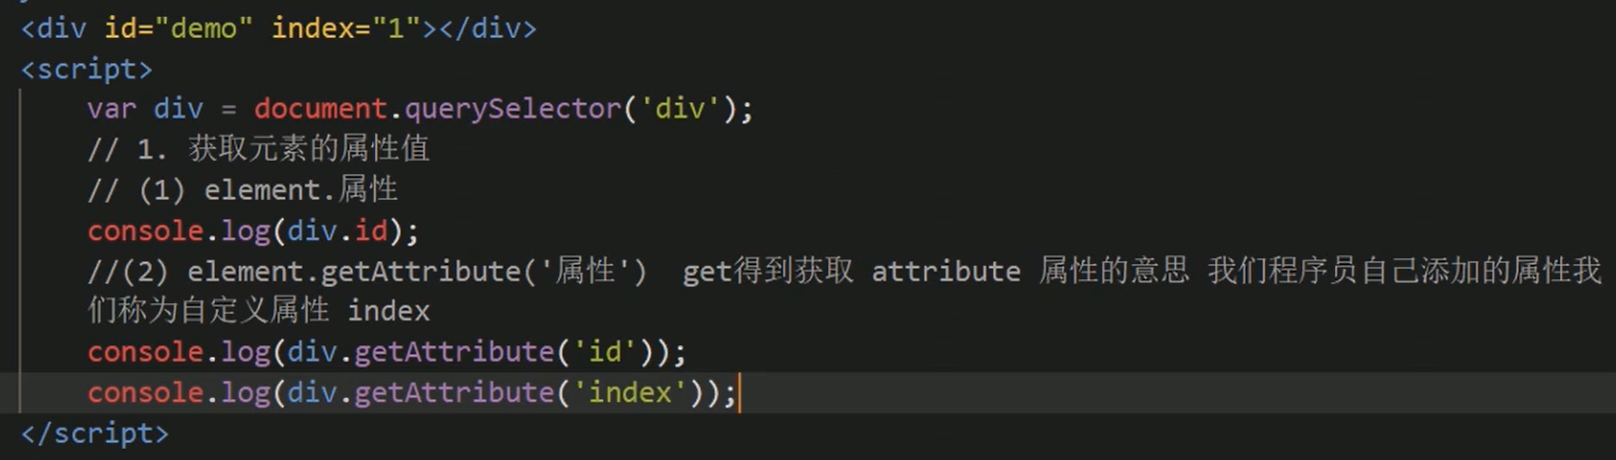 <div id="demo" index="1"></div>
<script>
var div = document.querySelector('div');
// 1. 获取元素的属性值
// (1) element.属性
console.log(div.id);
//(2) element.getAttribute('属性')  get得到获取 attribute 属性的意思 我们程序员自己添加的属性我
们称为自定义属性 index
console.log(div.getAttribute('id'));
console.log(div.getAttribute('index'));
</script>